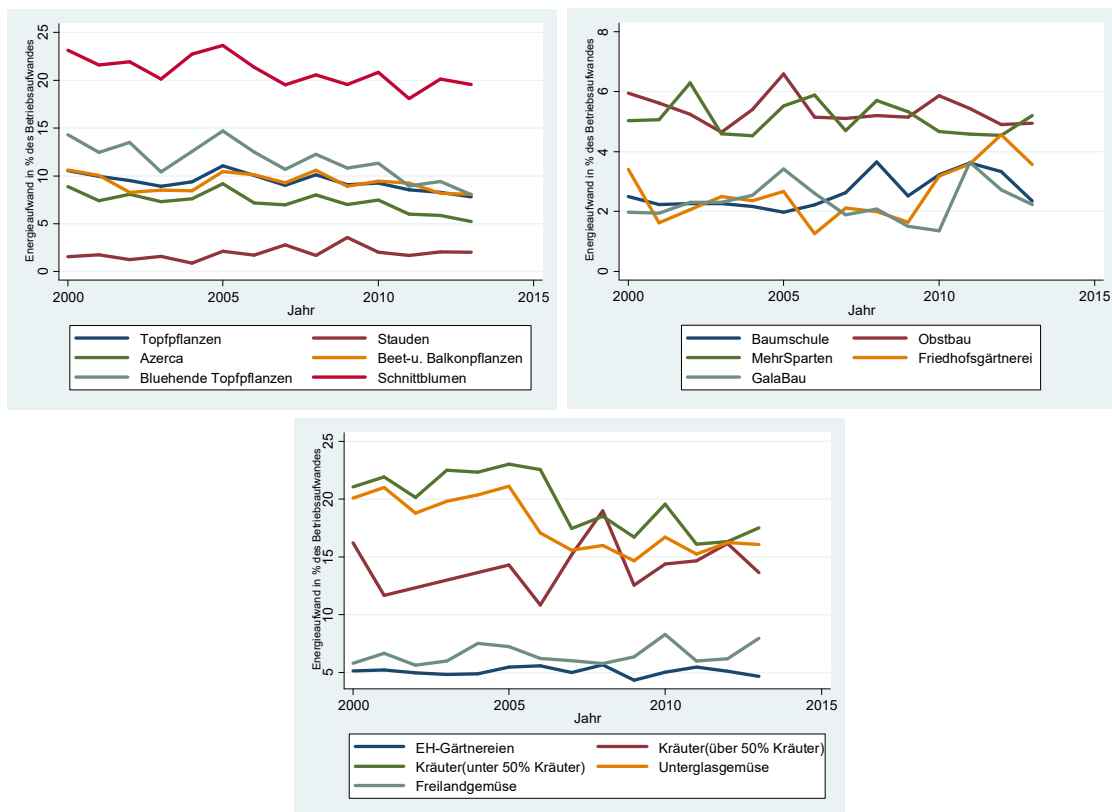 Energieaufwand in % des Betriebsaufwandes
25
20
15
10
5
0
2000 2005 2010 2015
Jahr
Topfpflanzen Stauden
Azerca Beet-u. Balkonpflanzen
Bluehende Topfpflanzen Schnittblumen
Energieaufwand in % des Betriebsaufwandes
8
6
4
2
0
2000 2005 2010 2015
Jahr
Baumschule Obstbau
MehrSparten Friedhofsgärtnerei
GalaBau
Energieaufwand in % des Betriebsaufwandes
25
20
15
10
5
2000 2005 2010 2015
Jahr
EH-Gärtnereien Kräuter(über 50% Kräuter)
Kräuter(unter 50% Kräuter) Unterglasgemüse
Freilandgemüse